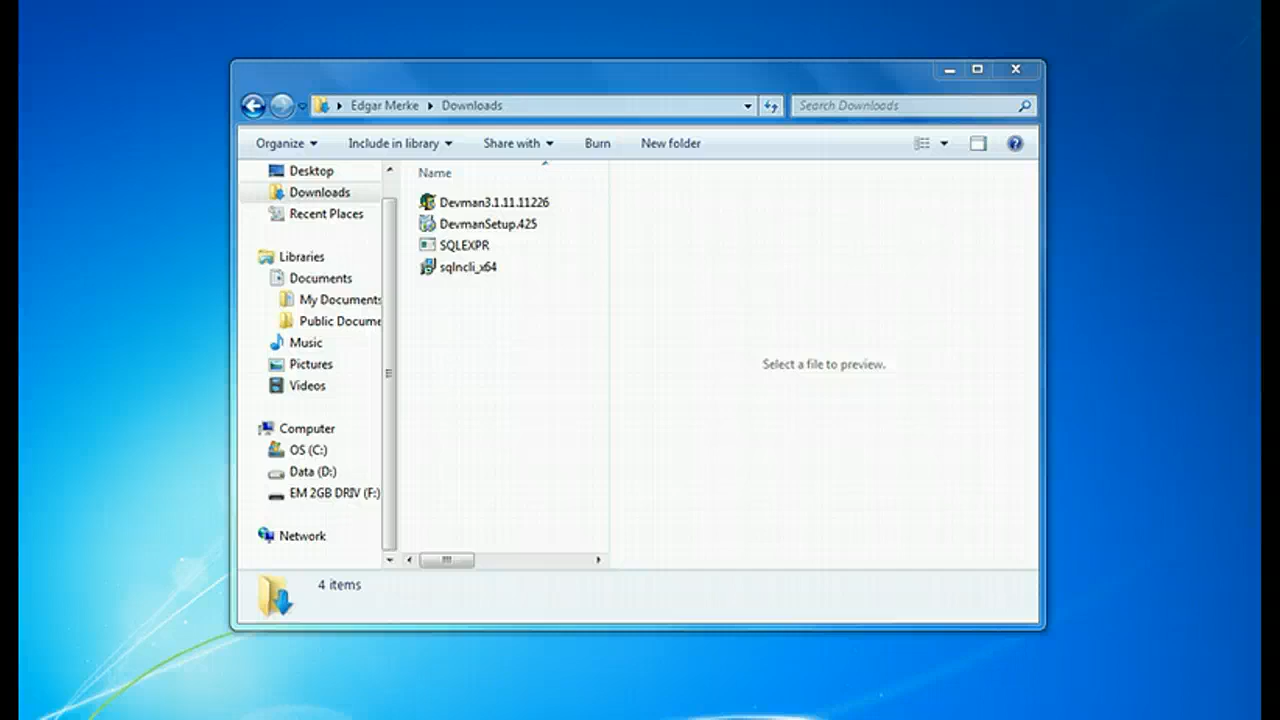 Edgar Merke Downloads
Search Downloads
Organize Include in library Share with Burn New folder
Desktop
Downloads
Recent Places
Libraries
Documents
My Documents
Public Docume
Music
Pictures
Videos
Computer
OS (C:)
Data (D:)
EM 2GB DRIV (F:)
Network
Name
Devman3.1.11.11226
DevmanSetup.425
SQLEXPR
sqlncli_x64
Select a file to preview.
4 items